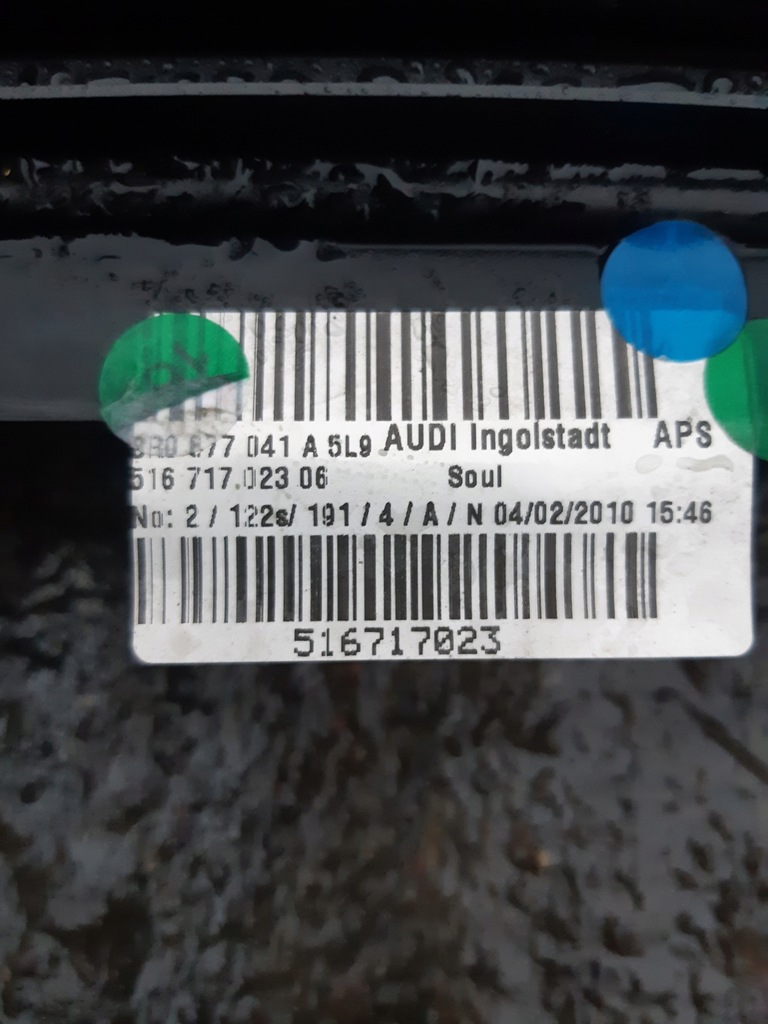 8R0 877 041 A 5L9 AUDI Ingolstadt APS
516 717.023 06 Soul
No: 2 / 122s/ 191 / 4 / A / N 04/02/2010 15:46
516717023